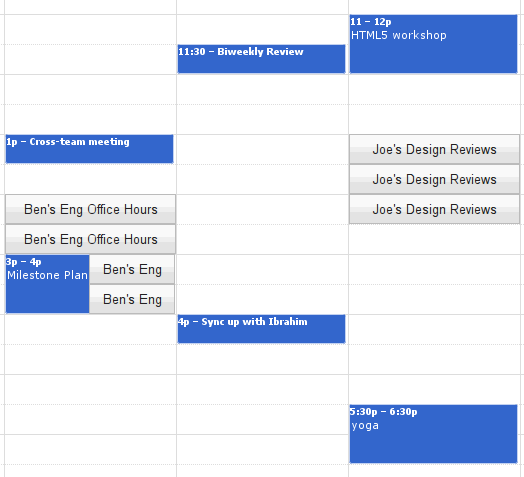 11 – 12p
HTML5 workshop
11:30 – Biweekly Review
1p – Cross-team meeting
Joe's Design Reviews
Joe's Design Reviews
Joe's Design Reviews
Ben's Eng Office Hours
Ben's Eng Office Hours
3p – 4p
Milestone Plan
Ben's Eng
Ben's Eng
4p – Sync up with Ibrahim
5:30p – 6:30p
yoga